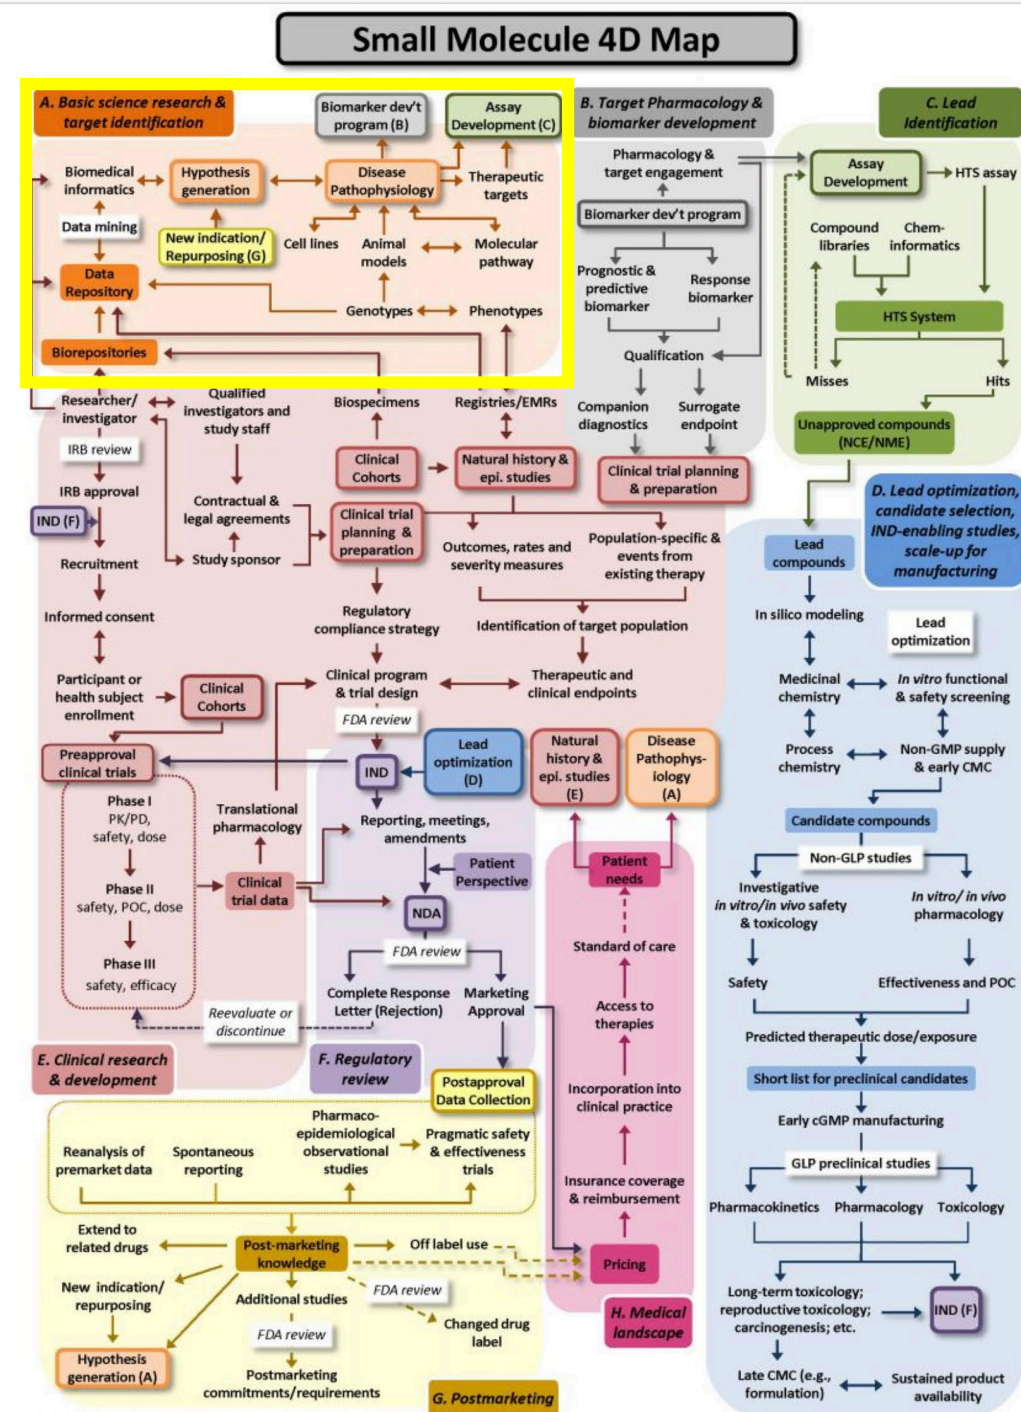 Small Molecule 4D Map
A. Basic science research &
target identification
Biomarker dev't
program (B)
Assay
Development (C)
Biomedical
informatics
Hypothesis
generation
Disease
Pathophysiology
Therapeutic
targets
Data mining
New indication/
Repurposing (G)
Cell lines
Animal
models
Molecular
pathway
Data
Repository
Genotypes
Phenotypes
Biorepositories
B. Target Pharmacology &
biomarker development
Pharmacology &
target engagement
Biomarker dev't program
Prognostic &
predictive
biomarker
Response
biomarker
Qualification
Companion
diagnostics
Surrogate
endpoint
Clinical trial planning
& preparation
C. Lead
Identification
Assay
Development
HTS assay
Compound
libraries
Chem-
informatics
HTS System
Misses
Hits
Unapproved compounds
(NCE/NME)
D. Lead optimization,
candidate selection,
IND-enabling studies,
scale-up for
manufacturing
Lead
compounds
In silico modeling
Lead
optimization
Medicinal
chemistry
In vitro functional
& safety screening
Process
chemistry
Non-GMP supply
& early CMC
Candidate compounds
Non-GLP studies
Investigative
in vitro/in vivo safety
& toxicology
In vitro/ in vivo
pharmacology
Safety
Effectiveness and POC
Predicted therapeutic dose/exposure
Short list for preclinical candidates
Early cGMP manufacturing
GLP preclinical studies
Pharmacokinetics
Pharmacology
Toxicology
Long-term toxicology;
reproductive toxicology;
carcinogenesis; etc.
IND (F)
Late CMC (e.g.,
formulation)
Sustained product
availability
Researcher/
investigator
Qualified
investigators and
study staff
Biospecimens
Registries/EMRs
IRB review
Clinical
Cohorts
Natural history &
epi. studies
IRB approval
IND (F)
Contractual &
legal agreements
Clinical trial
planning &
preparation
Recruitment
Study sponsor
Outcomes, rates and
severity measures
Population-specific &
events from
existing therapy
Informed consent
Regulatory
compliance strategy
Identification of target population
Participant or
health subject
enrollment
Clinical
Cohorts
Clinical program
& trial design
Therapeutic and
clinical endpoints
FDA review
Preapproval
clinical trials
IND
Lead
optimization
(D)
Natural
history &
epi. studies
(E)
Disease
Pathophys-
iology
(A)
Phase I
PK/PD,
safety, dose
Translational
pharmacology
Reporting, meetings,
amendments
Phase II
safety, POC, dose
Clinical
trial data
Patient
Perspective
NDA
Phase III
safety, efficacy
FDA review
Complete Response
Letter (Rejection)
Marketing
Approval
Reevaluate or
discontinue
E. Clinical research
& development
F. Regulatory
review
Patient
needs
Standard of care
Access to
therapies
Incorporation into
clinical practice
Insurance coverage
& reimbursement
Pricing
H. Medical
landscape
Postapproval
Data Collection
Reanalysis of
premarket data
Spontaneous
reporting
Pharmaco-
epidemiological
observational
studies
Pragmatic safety
& effectiveness
trials
Extend to
related drugs
Post-marketing
knowledge
Off label use
New indication/
repurposing
Additional studies
FDA review
Changed drug
label
FDA review
Hypothesis
generation (A)
Postmarketing
commitments/requirements
G. Postmarketing